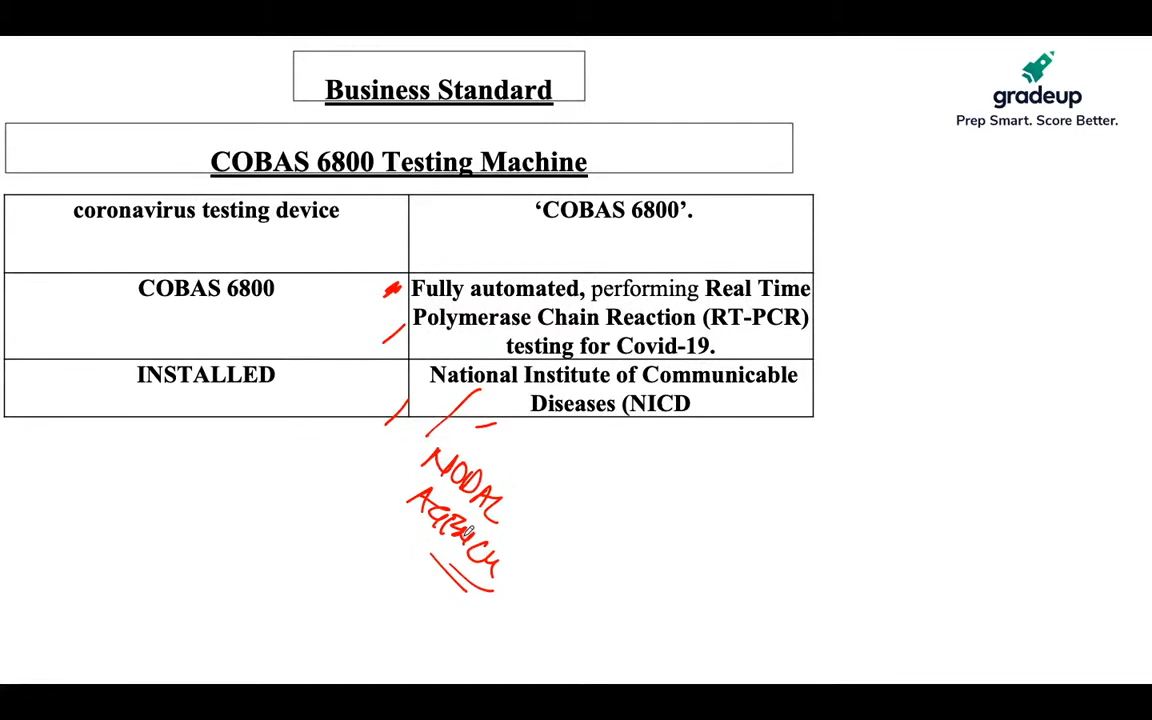 Business Standard
gradeup
Prep Smart. Score Better.
COBAS 6800 Testing Machine
coronavirus testing device
‘COBAS 6800’.
COBAS 6800
Fully automated, performing Real Time
Polymerase Chain Reaction (RT-PCR)
testing for Covid-19.
INSTALLED
National Institute of Communicable
Diseases (NICD
NODAL
AGENCY